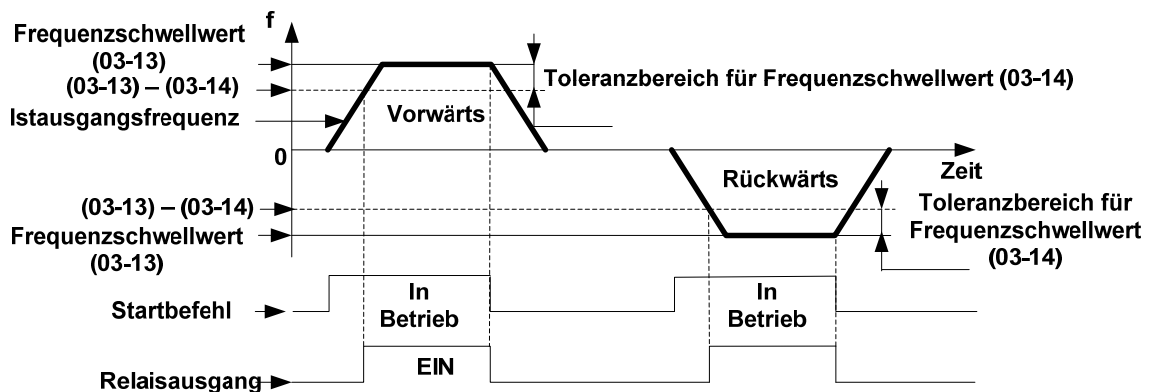 f
Frequenzschwellwert
(03-13)
(03-13) – (03-14)
Istausgangsfrequenz
Vorwärts
Toleranzbereich für Frequenzschwellwert (03-14)
0
Zeit
Rückwärts
(03-13) – (03-14)
Frequenzschwellwert
(03-13)
Toleranzbereich für
Frequenzschwellwert
(03-14)
Startbefehl
In
Betrieb
In
Betrieb
Relaisausgang
EIN